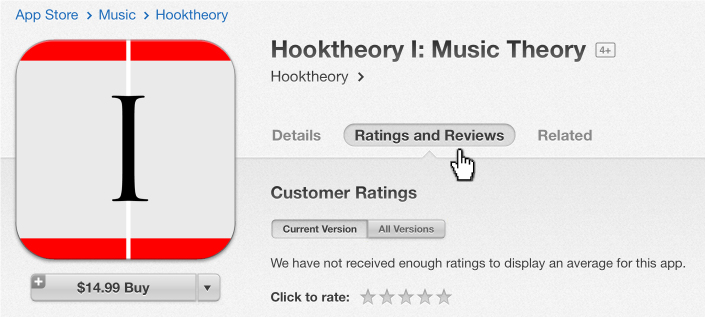 App Store > Music > Hooktheory
Hooktheory I: Music Theory 4+
Hooktheory >
I
Details Ratings and Reviews Related
Customer Ratings
Current Version All Versions
We have not received enough ratings to display an average for this app.
+ $14.99 Buy ▼
Click to rate: ★★★★★